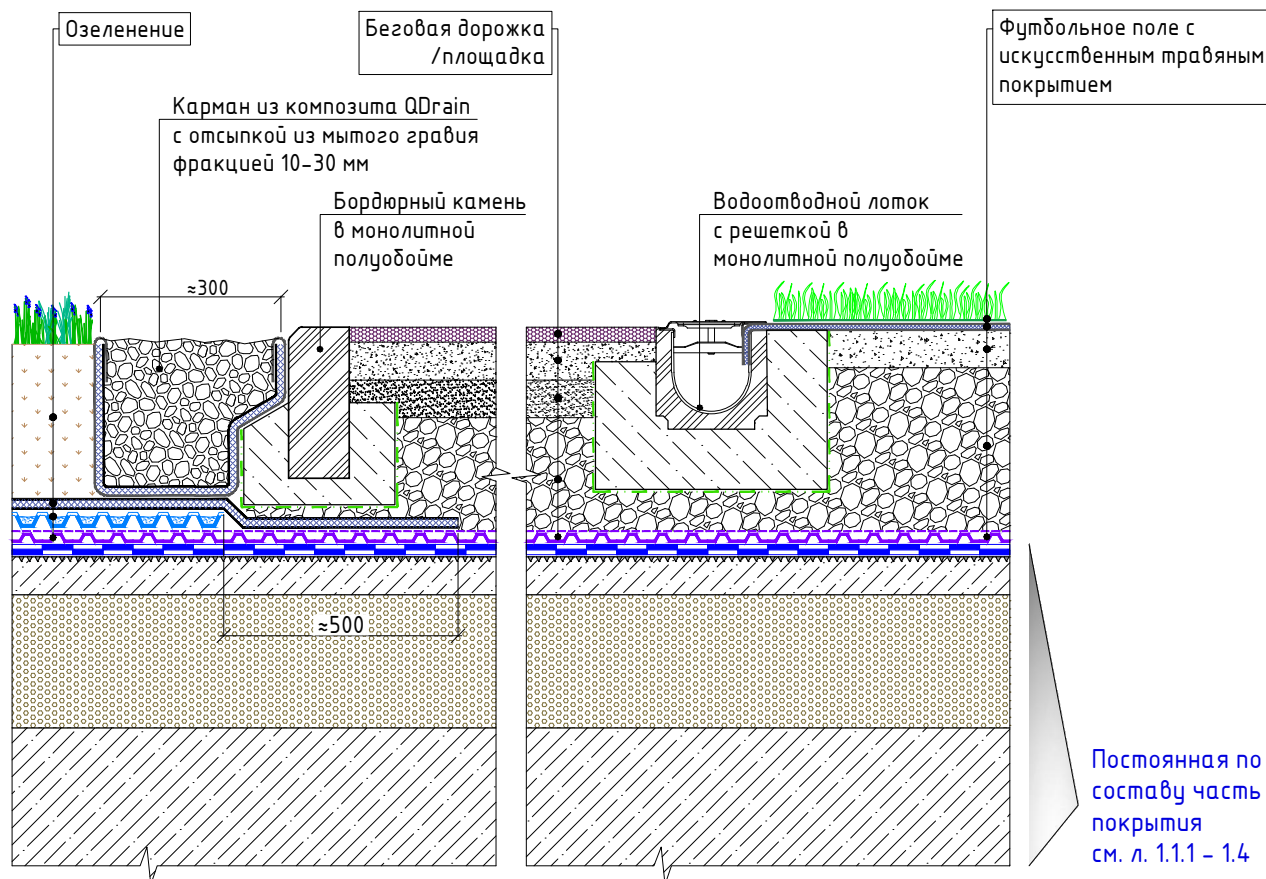 Озеленение
Беговая дорожка
/площадка
Футбольное поле с
искусственным травяным
покрытием
Карман из композита QDrain
с отсыпкой из мытого гравия
фракцией 10-30 мм
Бордюрный камень
в монолитной
полуобойме
Водоотводной лоток
с решеткой в
монолитной полуобойме
≈300
≈500
Постоянная по
составу часть
покрытия
см. л. 1.1.1 - 1.4